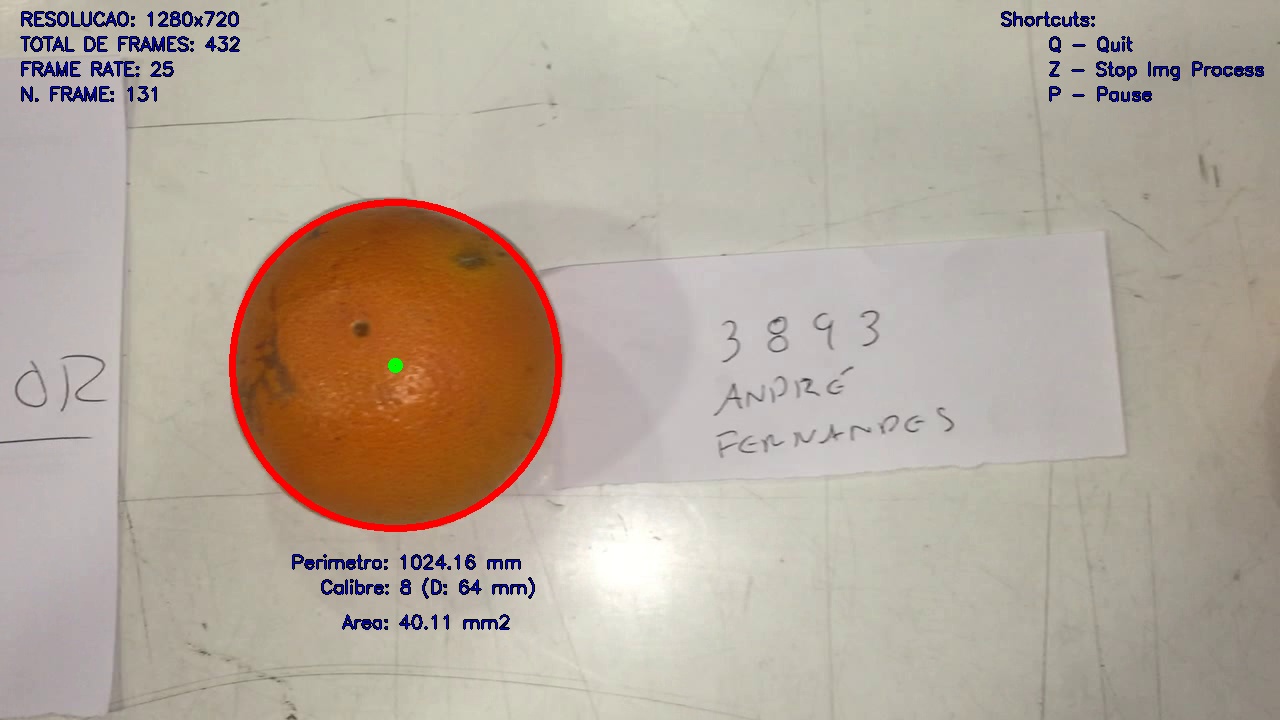 RESOLUCAO: 1280x720
TOTAL DE FRAMES: 432
FRAME RATE: 25
N. FRAME: 131
Shortcuts:
Q - Quit
Z - Stop Img Process
P - Pause
OR
3893
ANDRÉ
FERNANDES
Perimetro: 1024.16 mm
Calibre: 8 (D: 64 mm)
Area: 40.11 mm2